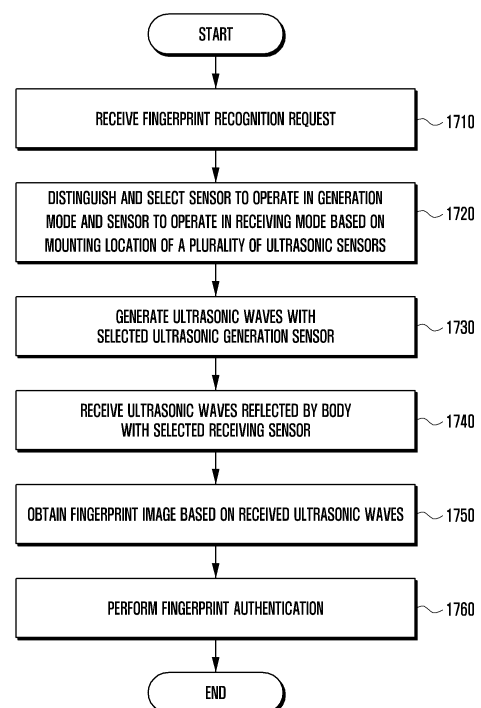 START
RECEIVE FINGERPRINT RECOGNITION REQUEST
1710
DISTINGUISH AND SELECT SENSOR TO OPERATE IN GENERATION
MODE AND SENSOR TO OPERATE IN RECEIVING MODE BASED ON
MOUNTING LOCATION OF A PLURALITY OF ULTRASONIC SENSORS
1720
GENERATE ULTRASONIC WAVES WITH
SELECTED ULTRASONIC GENERATION SENSOR
1730
RECEIVE ULTRASONIC WAVES REFLECTED BY BODY
WITH SELECTED RECEIVING SENSOR
1740
OBTAIN FINGERPRINT IMAGE BASED ON RECEIVED ULTRASONIC WAVES
1750
PERFORM FINGERPRINT AUTHENTICATION
1760
END